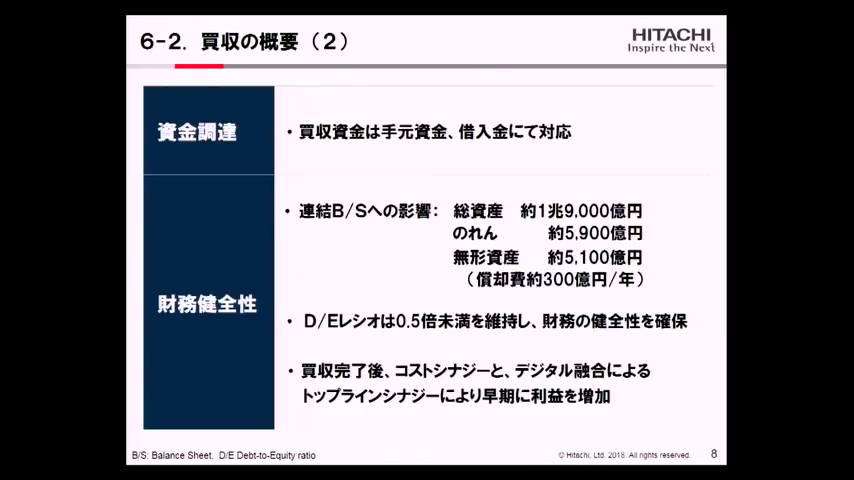 6-2. 買収の概要（2）
HITACHI
Inspire the Next
資金調達
・買収資金は手元資金、借入金にて対応
財務健全性
・連結B/Sへの影響： 総資産 約1兆9,000億円
のれん 約5,900億円
無形資産 約5,100億円
（償却費約300億円/年）
・D/Eレシオは0.5倍未満を維持し、財務の健全性を確保
・買収完了後、コストシナジーと、デジタル融合による
トップラインシナジーにより早期に利益を増加
B/S: Balance Sheet, D/E Debt-to-Equity ratio
© Hitachi, Ltd. 2018. All rights reserved.
8